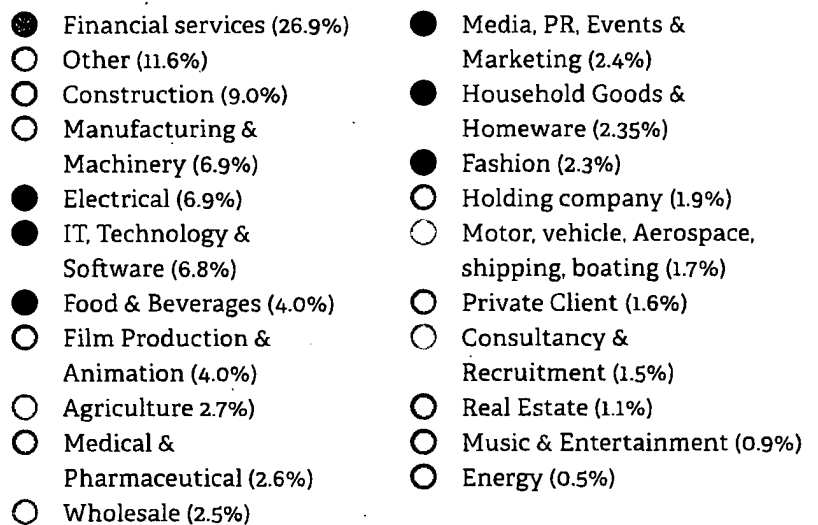 Financial services (26.9%)
Other (11.6%)
Construction (9.0%)
Manufacturing &
Machinery (6.9%)
Electrical (6.9%)
IT, Technology &
Software (6.8%)
Food & Beverages (4.0%)
Film Production &
Animation (4.0%)
Agriculture 2.7%)
Medical &
Pharmaceutical (2.6%)
Wholesale (2.5%)
Media, PR, Events &
Marketing (2.4%)
Household Goods &
Homeware (2.35%)
Fashion (2.3%)
Holding company (1.9%)
Motor, vehicle, Aerospace,
shipping, boating (1.7%)
Private Client (1.6%)
Consultancy &
Recruitment (1.5%)
Real Estate (1.1%)
Music & Entertainment (0.9%)
Energy (0.5%)